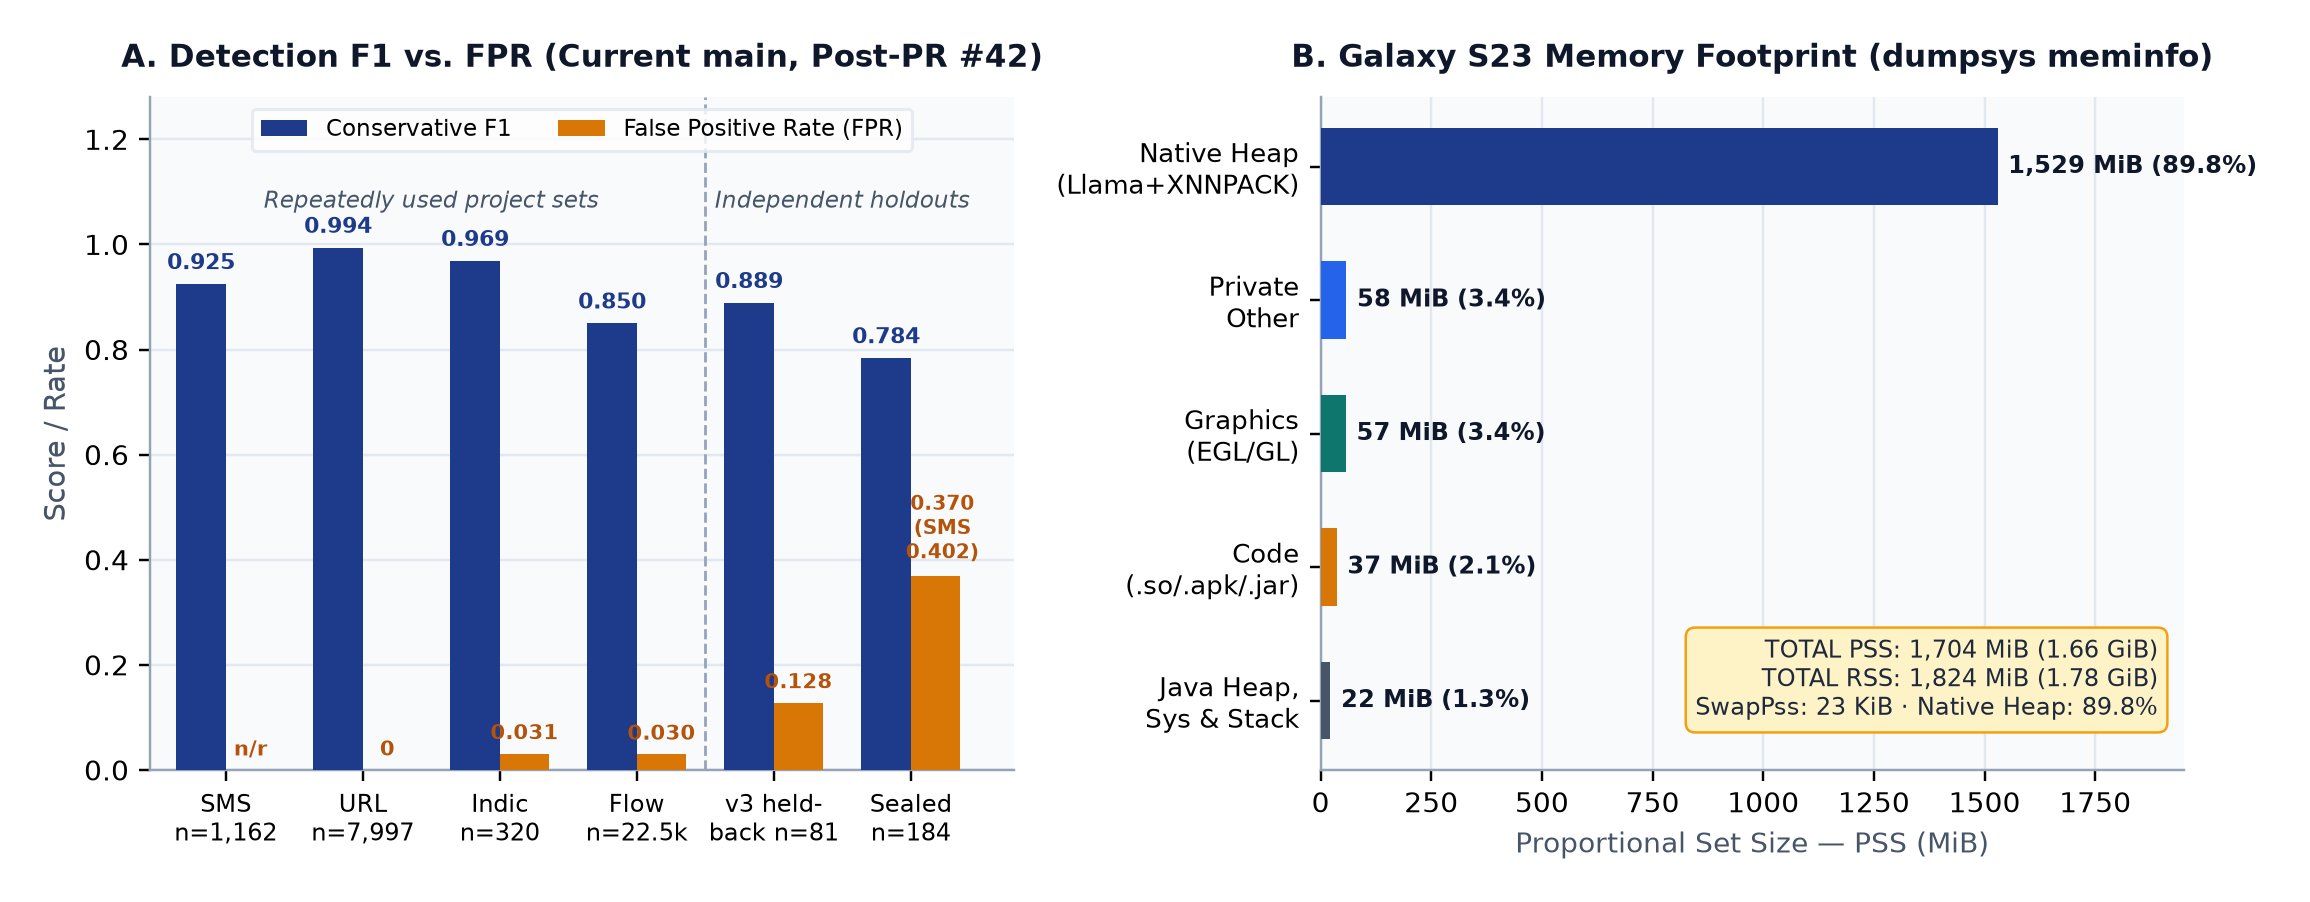 A. Detection F1 vs. FPR (Current main, Post-PR #42)
Conservative F1
False Positive Rate (FPR)
Repeatedly used project sets
Independent holdouts
Score / Rate
1.2
1.0
0.8
0.6
0.4
0.2
0.0
0.925
n/r
0.994
0
0.969
0.031
0.850
0.030
0.889
0.128
0.784
0.370
(SMS
0.402)
SMS
n=1,162
URL
n=7,997
Indic
n=320
Flow
n=22.5k
v3 held-
back n=81
Sealed
n=184
B. Galaxy S23 Memory Footprint (dumpsys meminfo)
Native Heap
(Llama+XNNPACK)
1,529 MiB (89.8%)
Private
Other
58 MiB (3.4%)
Graphics
(EGL/GL)
57 MiB (3.4%)
Code
(.so/.apk/.jar)
37 MiB (2.1%)
Java Heap,
Sys & Stack
22 MiB (1.3%)
TOTAL PSS: 1,704 MiB (1.66 GiB)
TOTAL RSS: 1,824 MiB (1.78 GiB)
SwapPss: 23 KiB · Native Heap: 89.8%
0
250
500
750
1000
1250
1500
1750
Proportional Set Size — PSS (MiB)